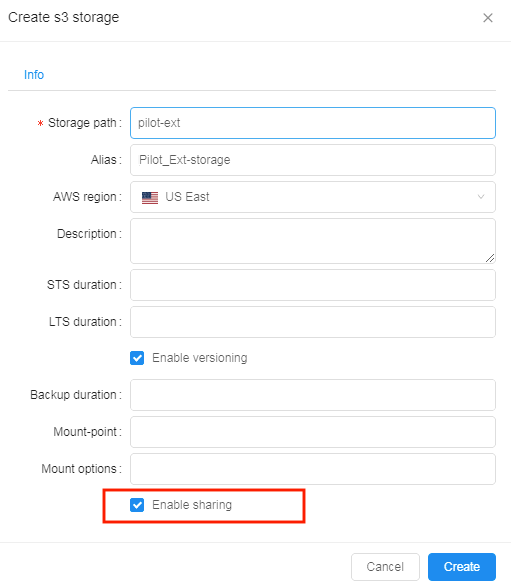 Create s3 storage
Info
* Storage path :
pilot-ext
Alias :
Pilot_Ext-storage
AWS region :
US East
Description :
STS duration :
LTS duration :
Enable versioning
Backup duration :
Mount-point :
Mount options :
Enable sharing
Cancel
Create